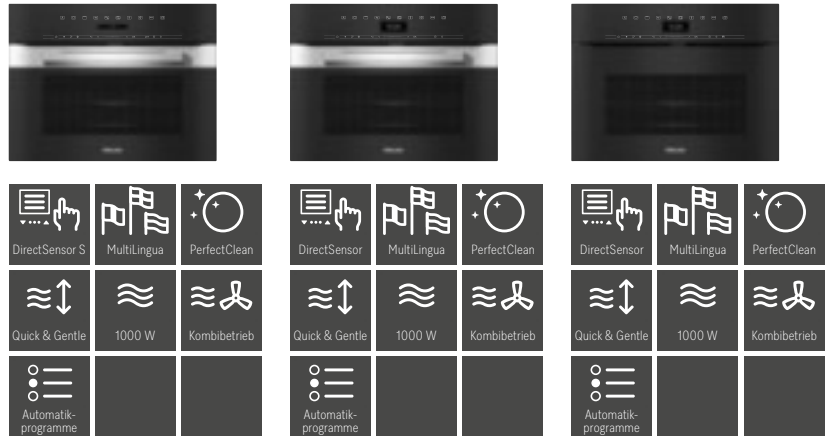 DirectSensor S
MultiLingua
PerfectClean
DirectSensor
MultiLingua
PerfectClean
DirectSensor
MultiLingua
PerfectClean
Quick & Gentle
1000 W
Kombibetrieb
Quick & Gentle
1000 W
Kombibetrieb
Quick & Gentle
1000 W
Kombibetrieb
Automatik-
programme
Automatik-
programme
Automatik-
programme